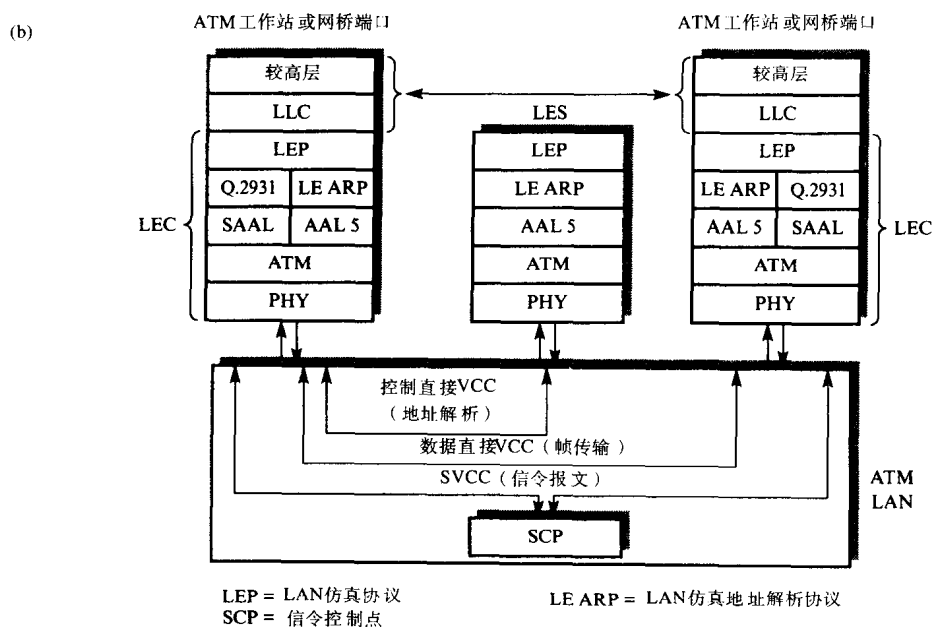 (b)
ATM工作站或网桥端口
ATM工作站或网桥端口
较高层
LLC
LEP
Q.2931
LE ARP
SAAL
AAL 5
ATM
PHY
LEC
LES
LEP
LE ARP
AAL 5
ATM
PHY
较高层
LLC
LEP
LE ARP
Q.2931
AAL 5
SAAL
ATM
PHY
LEC
控制直接VCC
（地址解析）
数据直接VCC（帧传输）
SVCC（信令报文）
SCP
ATM
LAN
LEP = LAN仿真协议
LE ARP = LAN仿真地址解析协议
SCP = 信令控制点